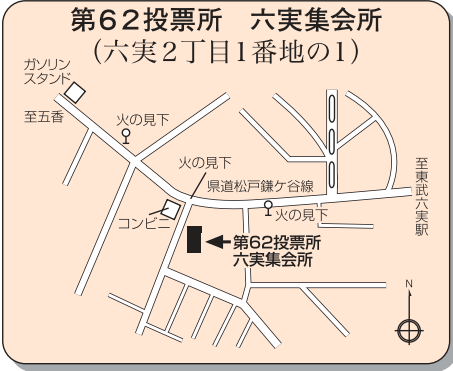 第62投票所　六実集会所
（六実2丁目1番地の1）
ガソリン
スタンド
至五香
火の見下
火の見下
県道松戸鎌ケ谷線
至東武六実駅
コンビニ
火の見下
第62投票所
六実集会所
N